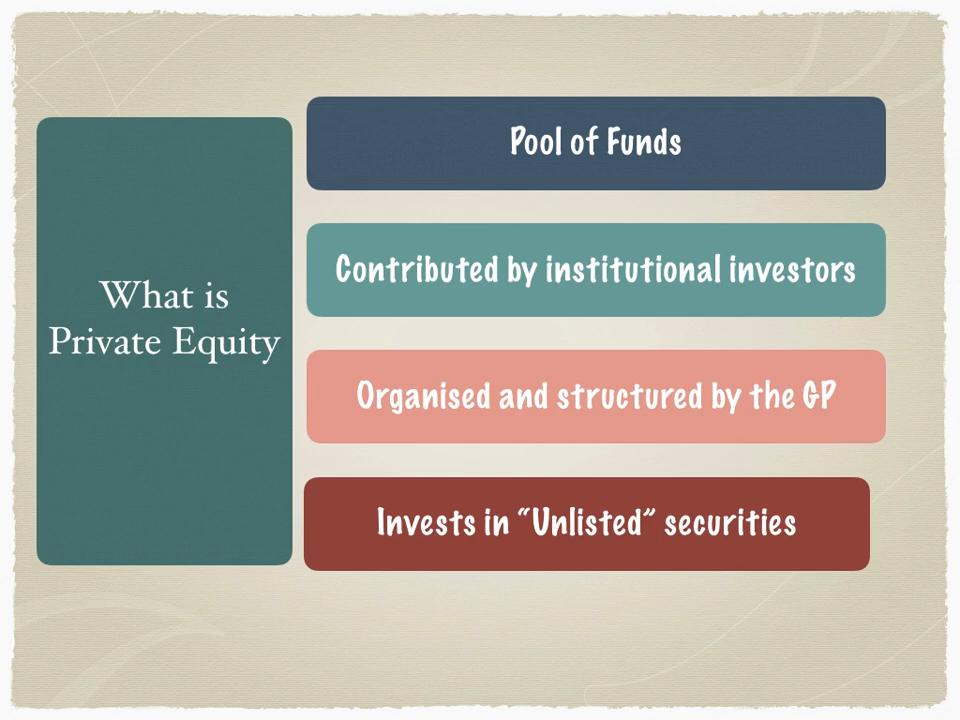 What is
Private Equity
Pool of Funds
Contributed by institutional investors
Organised and structured by the GP
Invests in “Unlisted” securities